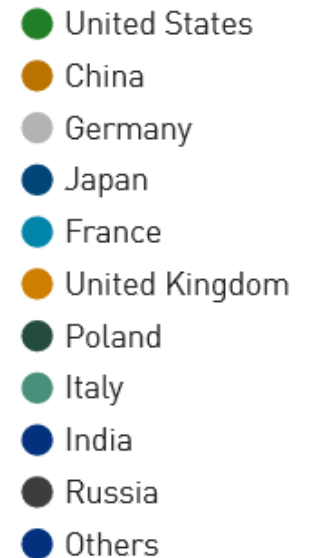 United States
China
Germany
Japan
France
United Kingdom
Poland
Italy
India
Russia
Others